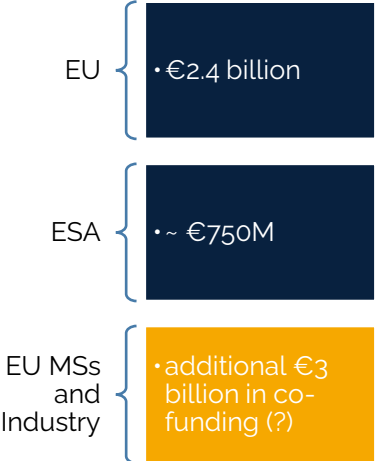 EU
• €2.4 billion
ESA
• ~ €750M
EU MSs
and
Industry
• additional €3
billion in co-
funding (?)